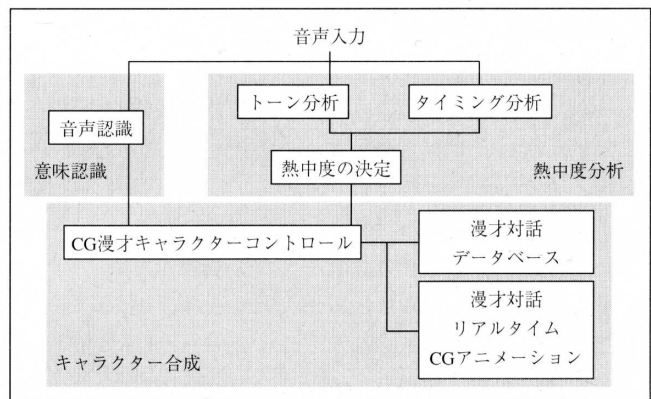 音声入力
トーン分析
タイミング分析
音声認識
意味認識
熱中度の決定
熱中度分析
CG漫才キャラクターコントロール
漫才対話
データベース
漫才対話
リアルタイム
CGアニメーション
キャラクター合成